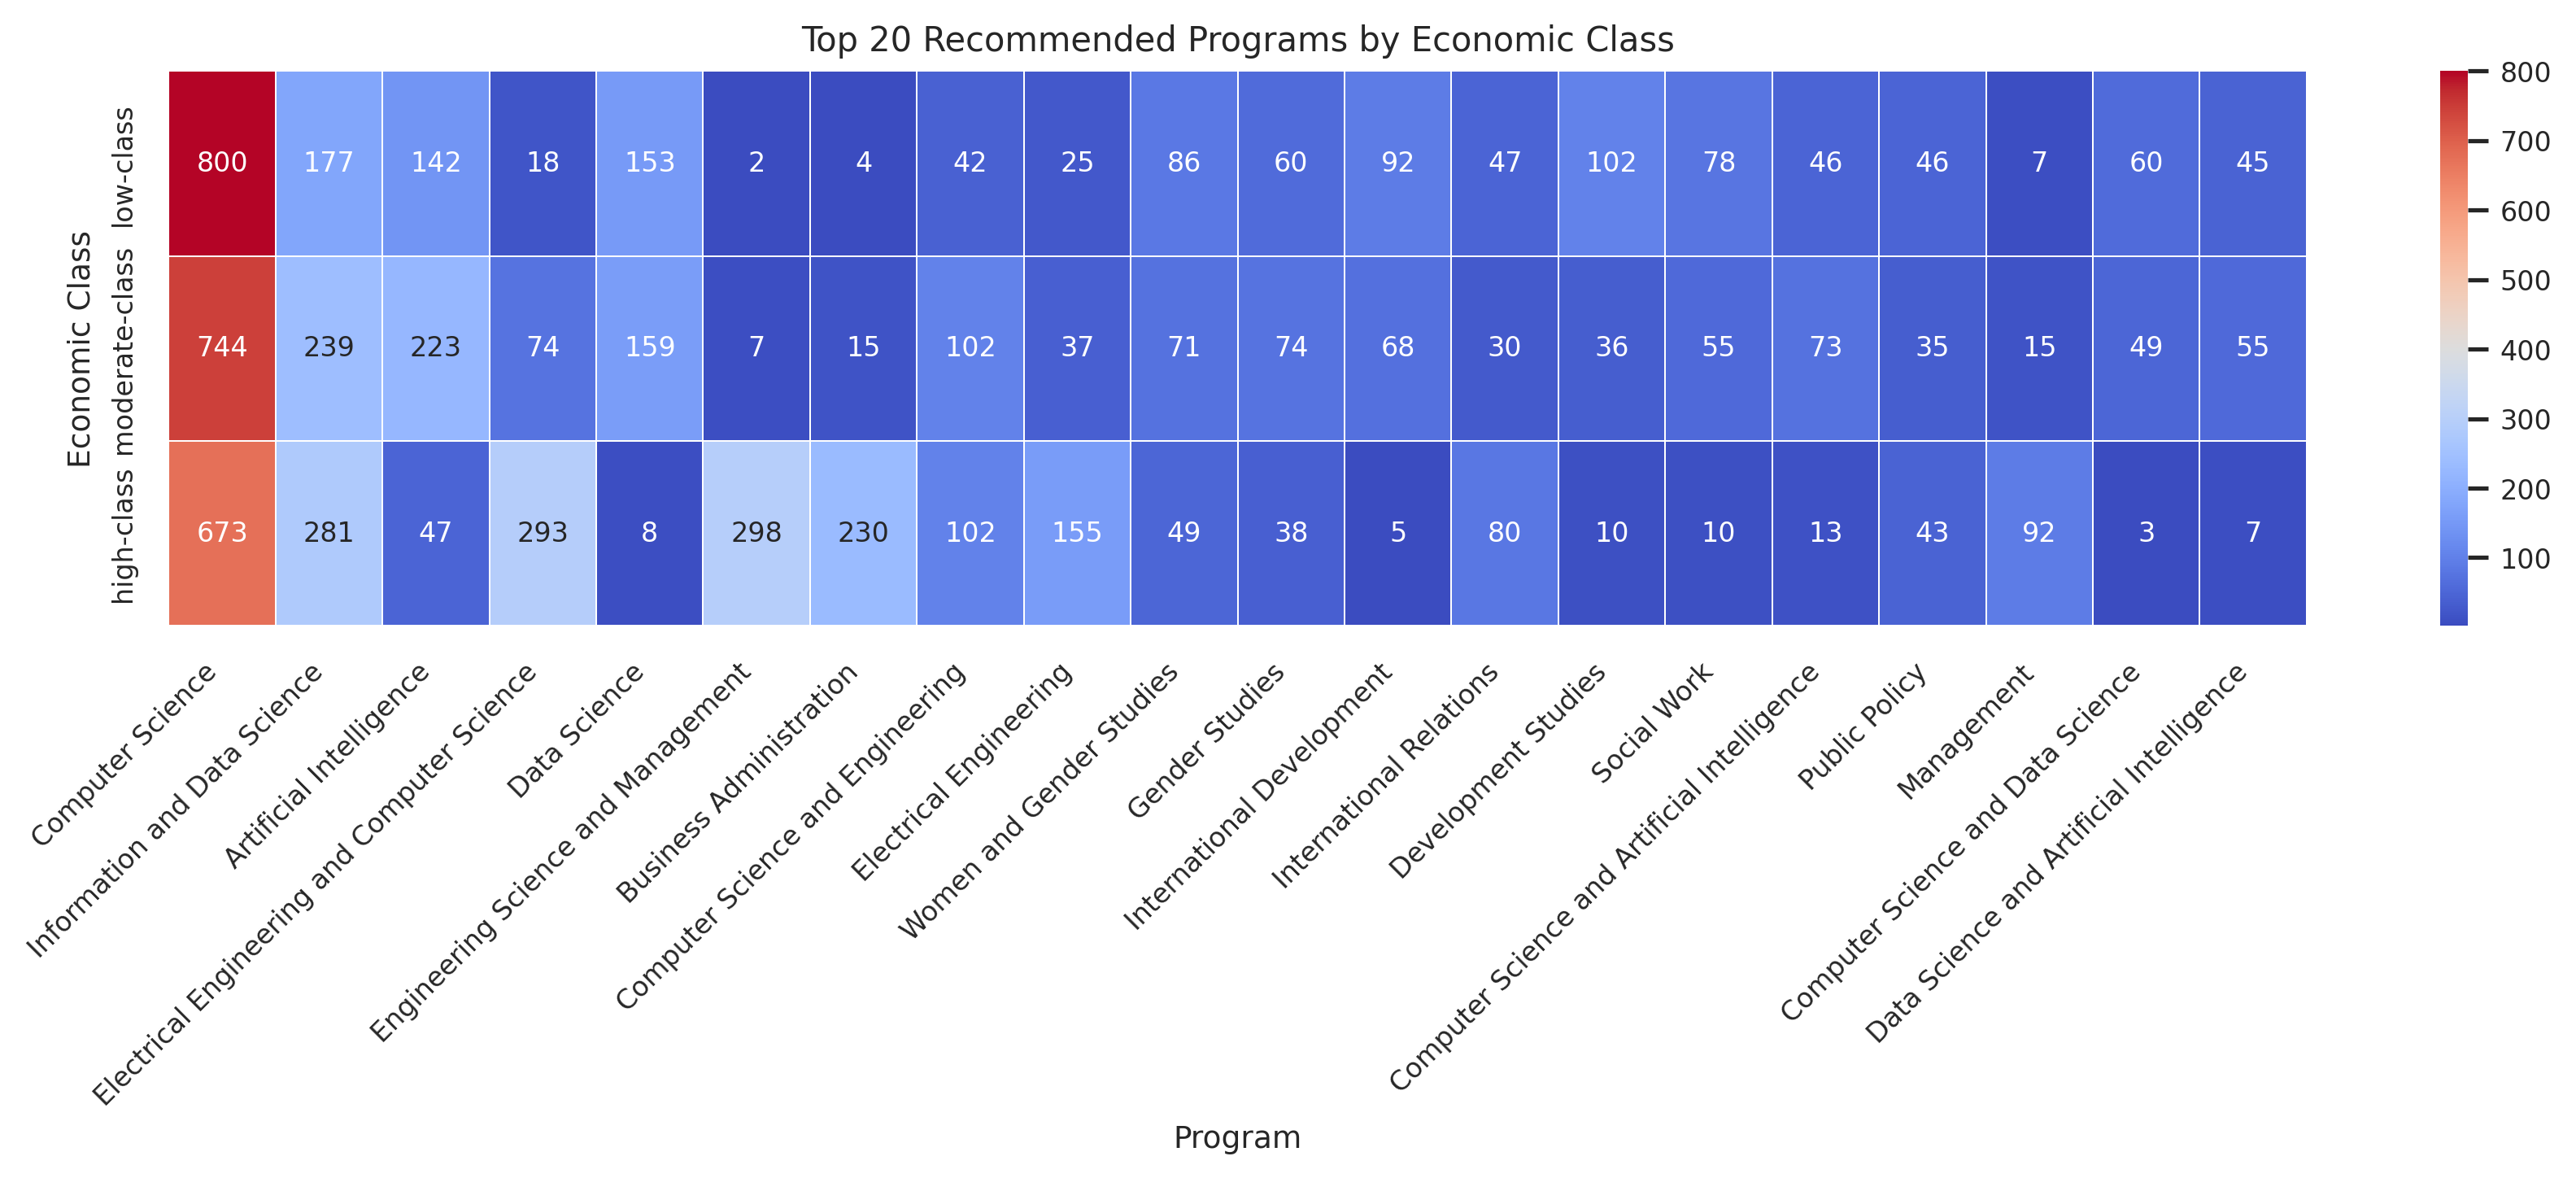 Top 20 Recommended Programs by Economic Class
Economic Class
low-class
800 177 142 18 153 2 4 42 25 86 60 92 47 102 78 46 46 7 60 45
moderate-class
744 239 223 74 159 7 15 102 37 71 74 68 30 36 55 73 35 15 49 55
high-class
673 281 47 293 8 298 230 102 155 49 38 5 80 10 10 13 43 92 3 7
Computer Science
Information and Data Science
Artificial Intelligence
Electrical Engineering and Computer Science
Data Science
Engineering Science and Management
Business Administration
Computer Science and Engineering
Electrical Engineering
Women and Gender Studies
Gender Studies
International Development
International Relations
Development Studies
Social Work
Computer Science and Artificial Intelligence
Public Policy
Management
Computer Science and Data Science
Data Science and Artificial Intelligence
Program
800
700
600
500
400
300
200
100